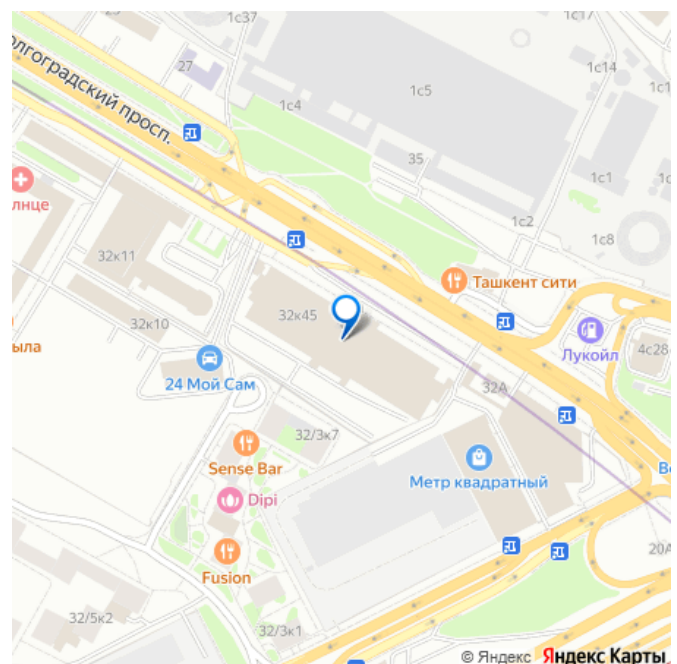 1к37
1с7
олгоградский просп.
27
1с14
1с5
1с4
35
1с1
лнце
1с2
1с8
32к11
Ташкент сити
32к45
Лукойл
4с28
32к10
ыла
24 Мой Сам
32А
32/3к7
Sense Bar
Метр квадратный
Dipi
Fusion
20А
32/5к2
32/3к1
© Яндекс Яндекс Карты